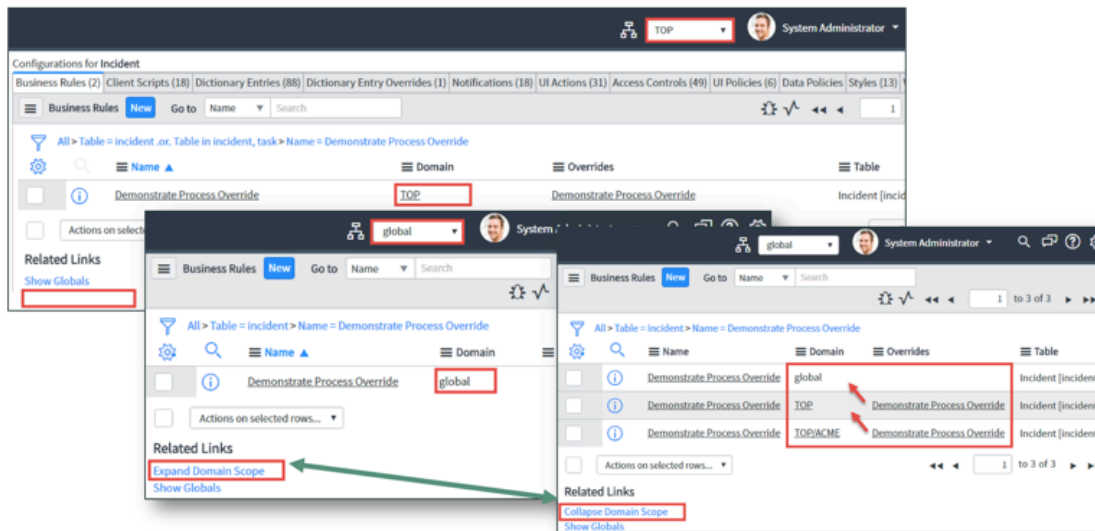 TOP
System Administrator
Configurations for Incident
Business Rules (2) Client Scripts (18) Dictionary Entries (88) Dictionary Entry Overrides (1) Notifications (18) UI Actions (31) Access Controls (49) UI Policies (6) Data Policies Styles (13)
Business Rules New Go to Name Search 1
All > Table = incident .or. Table in incident, task > Name = Demonstrate Process Override
Name Domain Overrides Table
Demonstrate Process Override TOP Demonstrate Process Override Incident [incid
Actions on selec
Related Links
Show Globals
global
System
Business Rules New Go to Name Search
All > Table = incident > Name = Demonstrate Process Override
Name Domain
Demonstrate Process Override global
Actions on selected rows...
Related Links
Expand Domain Scope
Show Globals
global
System Administrator
Business Rules New Go to Name Search
1 to 3 of 3
All > Table = incident > Name = Demonstrate Process Override
Name Domain Overrides Table
Demonstrate Process Override global Incident [incident
Demonstrate Process Override TOP Demonstrate Process Override Incident [incident
Demonstrate Process Override TOP/ACME Demonstrate Process Override Incident [incident
Actions on selected rows... 1 to 3 of 3
Related Links
Collapse Domain Scope
Show Globals